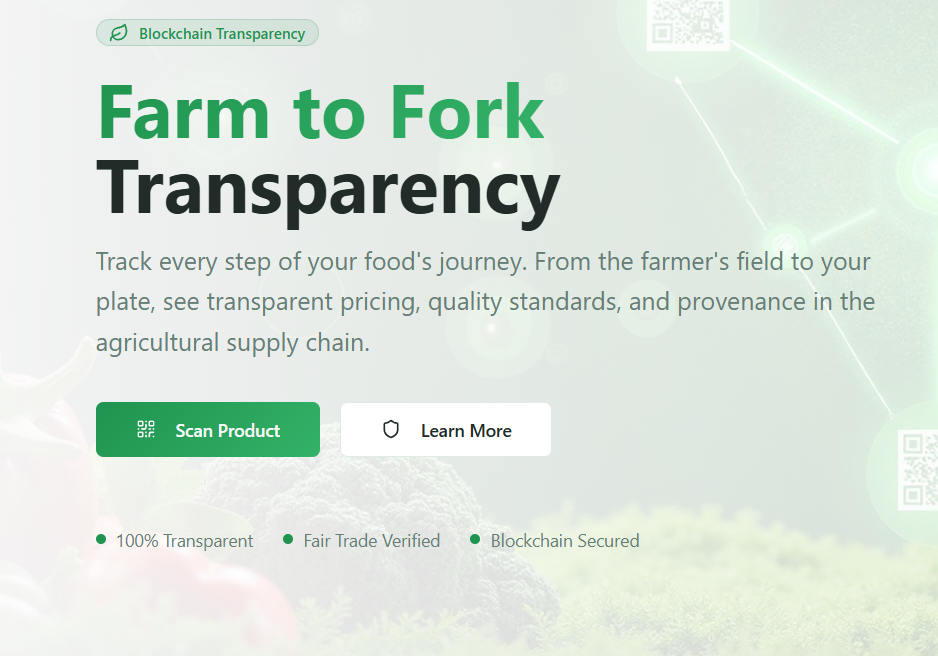 Blockchain Transparency
Farm to Fork
Transparency
Track every step of your food's journey. From the farmer's field to your
plate, see transparent pricing, quality standards, and provenance in the
agricultural supply chain.
Scan Product
Learn More
100% Transparent
Fair Trade Verified
Blockchain Secured